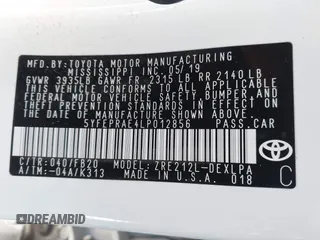 MFD.BY:TOYOTA MOTOR MANUFACTURING
MISSISSIPPI INC. 05/19
GVWR 3935LB GAWR FR 2315LB RR 2140LB
THIS VEHICLE CONFORMS TO ALL APPLICABLE
FEDERAL MOTOR VEHICLE SAFETY, BUMPER, AND
THEFT PREVENTION STANDARDS IN EFFECT ON
THE DATE OF MANUFACTURE SHOWN ABOVE.
5YFEPRAE4LP012856 PASS.CAR
C/TR:040/FB20 MODEL:ZRE212L-DEXLPA
A/TM:-04A/K313 MADE IN U.S.A. 018
TOYOTA
C
© DREAMBID AUTOMOTIVE